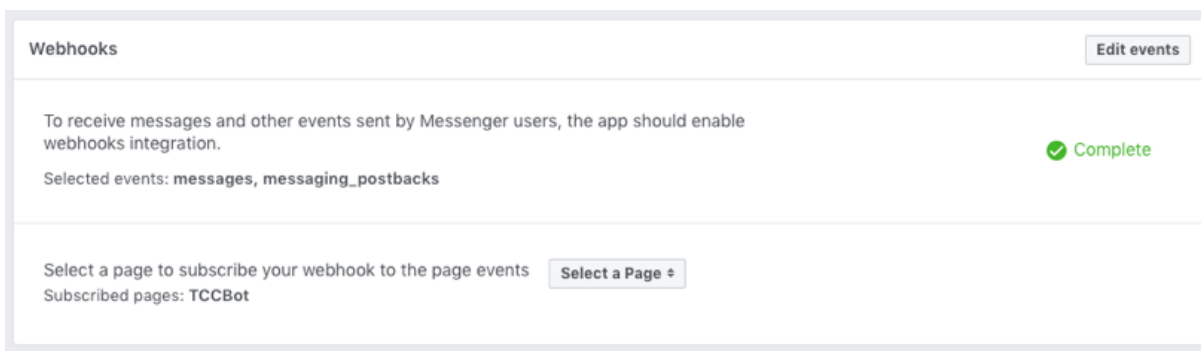 Webhooks
Edit events
To receive messages and other events sent by Messenger users, the app should enable
webhooks integration.
Complete
Selected events: messages, messaging_postbacks
Select a page to subscribe your webhook to the page events
Select a Page
Subscribed pages: TCCBot